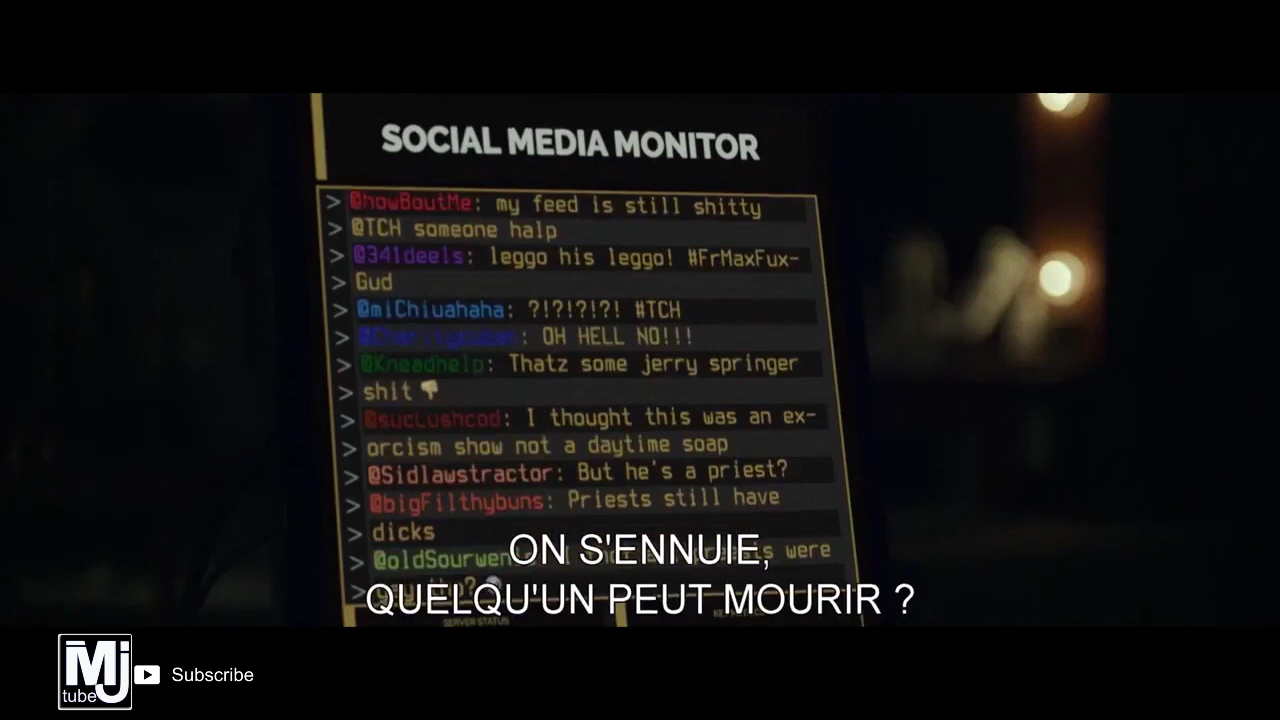 SOCIAL MEDIA MONITOR
> @howBoutMe: my feed is still shitty
> @TCH someone halp
> @341deels: leggo his leggo! #FrMaxFux-
> Gud
> @miChiuahaha: ?!?!?!?! #TCH
> OH HELL NO!!!
> @Kneadhelp: Thatz some jerry springer
> shit 👎
> @sucLushcod: I thought this was an ex-
> orcism show not a daytime soap
> @Sidlawstractor: But he's a priest?
> @bigFilthybuns: Priests still have
> dicks
> were
ON S'ENNUIE,
QUELQU'UN PEUT MOURIR ?
SERVER STATUS
MJ
tube
Subscribe